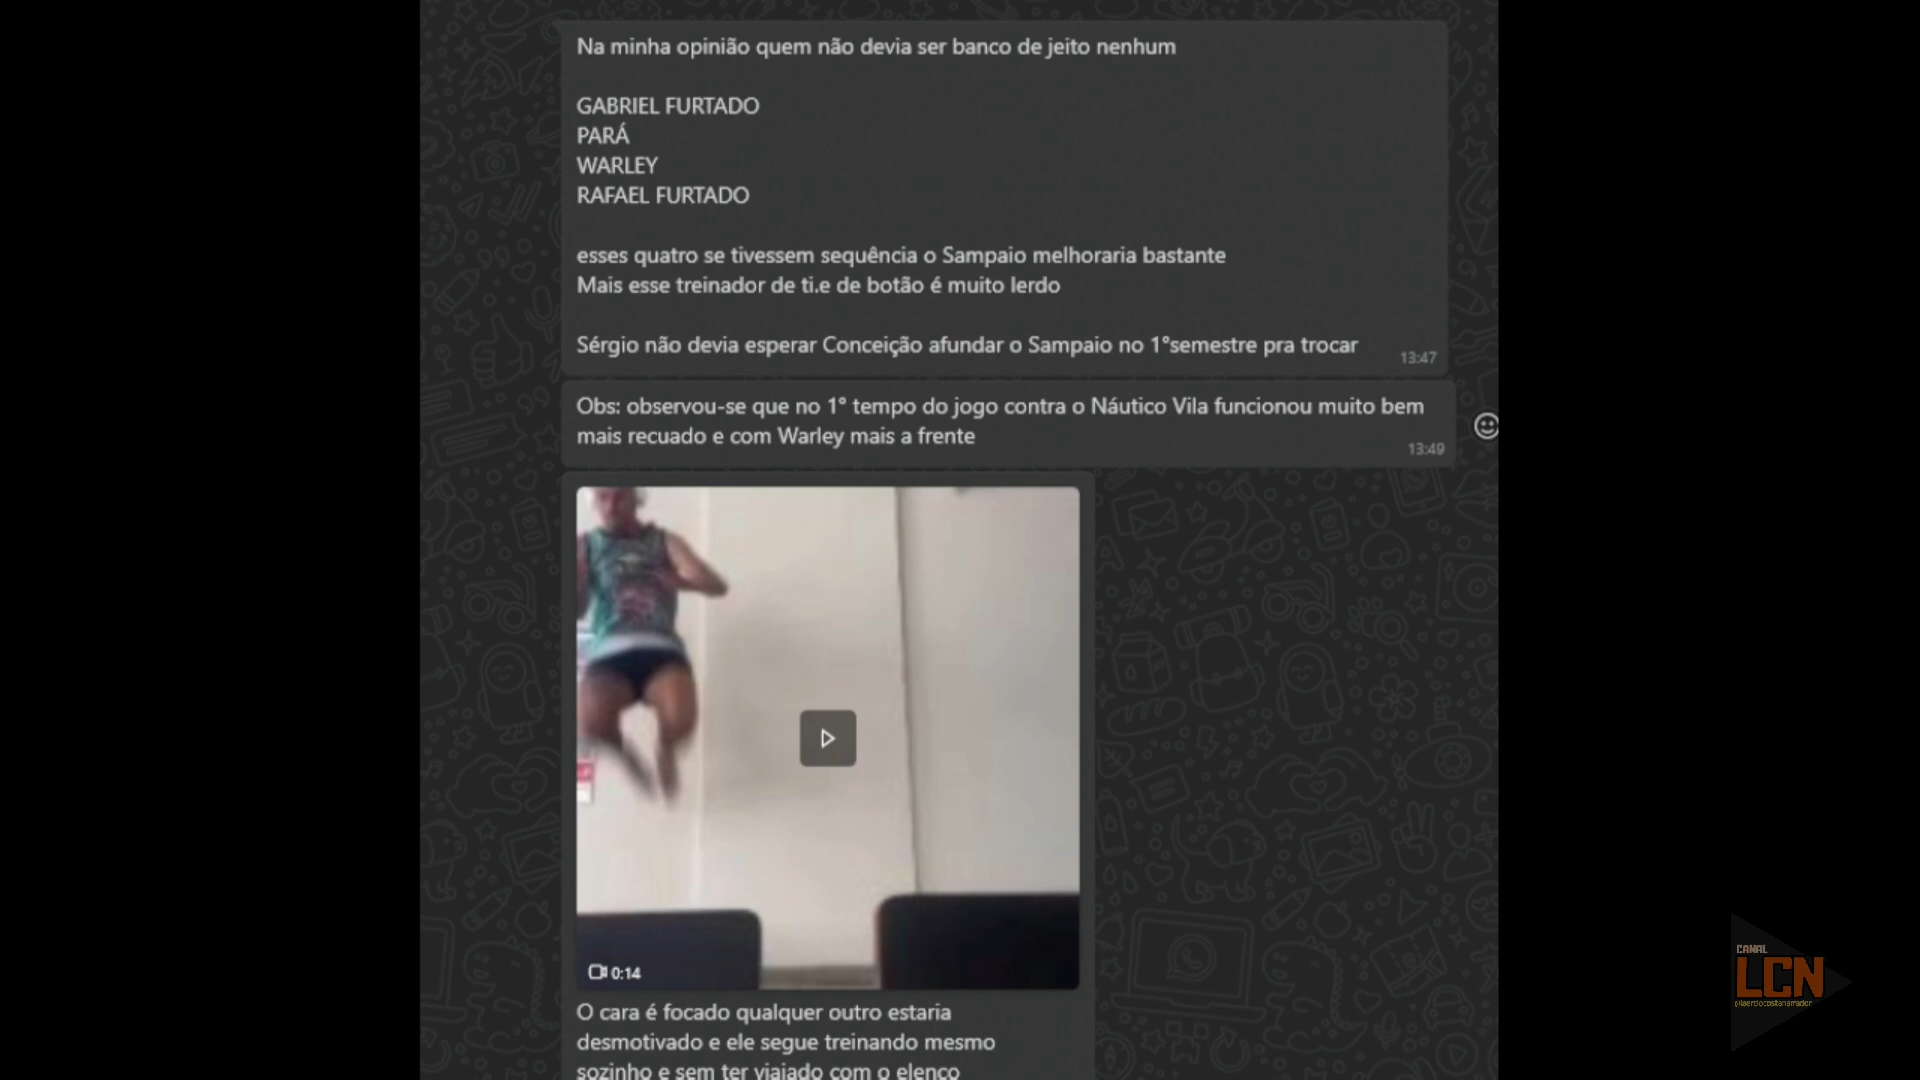 Na minha opinião quem não devia ser banco de jeito nenhum
GABRIEL FURTADO
PARÁ
WARLEY
RAFAEL FURTADO
esses quatro se tivessem sequência o Sampaio melhoraria bastante
Mais esse treinador de ti.e de botão é muito lerdo
Sérgio não devia esperar Conceição afundar o Sampaio no 1°semestre pra trocar
13:47
Obs: observou-se que no 1° tempo do jogo contra o Náutico Vila funcionou muito bem
mais recuado e com Warley mais a frente
13:49
0:14
O cara é focado qualquer outro estaria
desmotivado e ele segue treinando mesmo
sozinho e sem ter viajado com o elenco
CANAL
LCN
@laerciocostanarrador